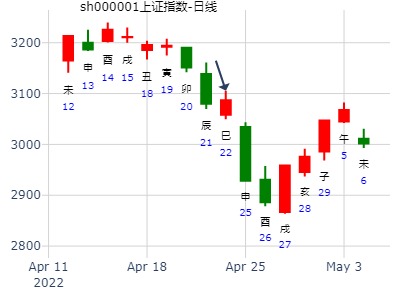 sh000001上证指数-日线
3200
3100
3000
2900
2800
未
12
申
13
酉
14
戌
15
丑
18
寅
19
卯
20
辰
21
巳
22
申
25
酉
26
戌
27
亥
28
子
29
午
5
未
6
Apr 11
2022
Apr 18
Apr 25
May 3